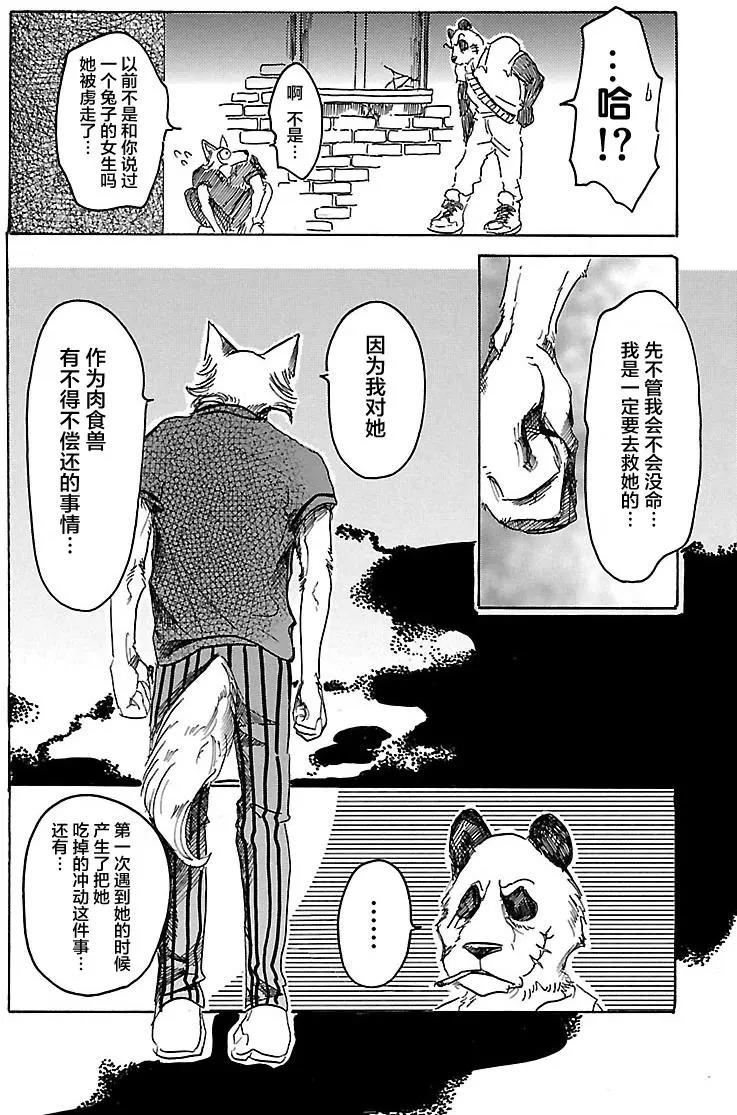 …哈!?
啊 不是…
以前不是和你说过
一个兔子的女生吗
她被虏走了…
先不管我会不会没命…
我是一定要去救她的…
因为我对她
作为肉食兽
有不得不偿还的事情…
……
第一次遇到她的时候
产生了把她
吃掉的冲动这件事
还有…